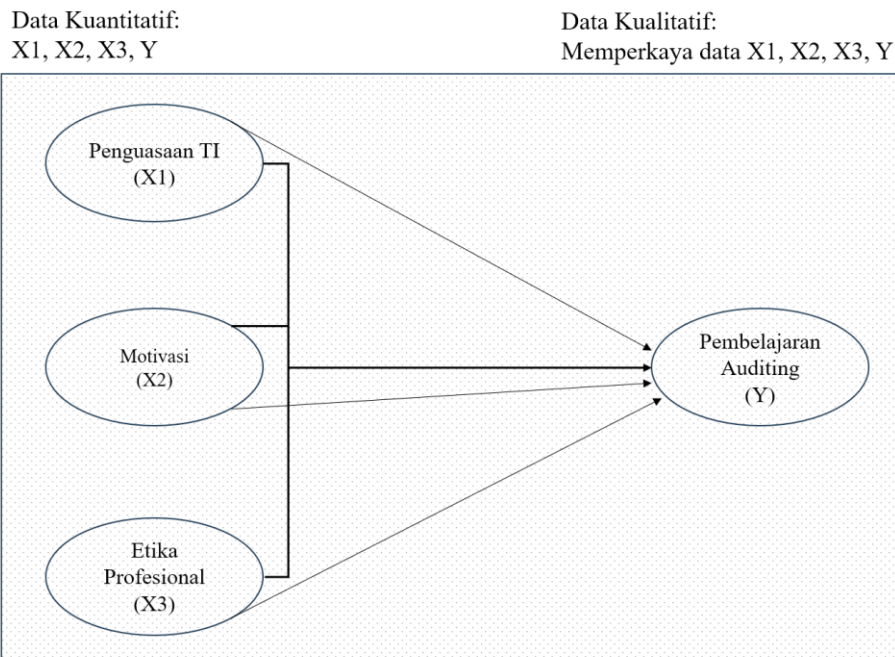 Data Kuantitatif:
X1, X2, X3, Y
Data Kualitatif:
Memperkaya data X1, X2, X3, Y
Penguasaan TI
(X1)
Motivasi
(X2)
Etika
Profesional
(X3)
Pembelajaran
Auditing
(Y)